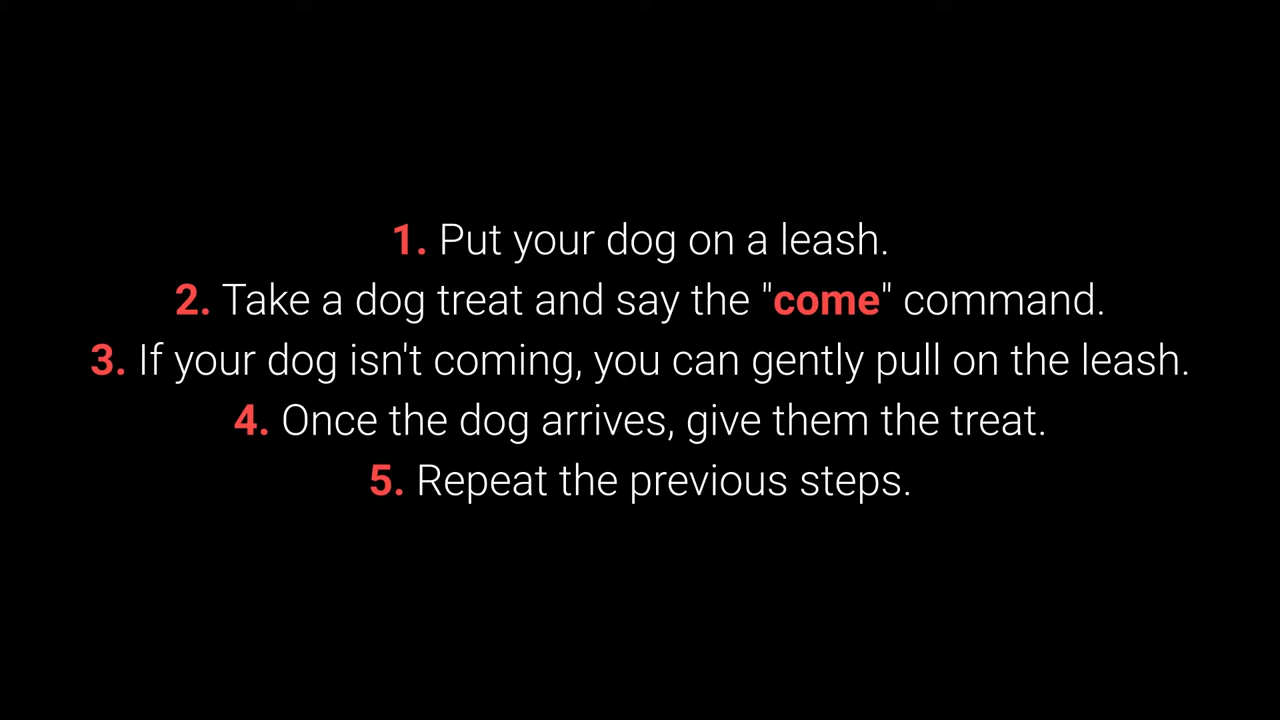 1. Put your dog on a leash.
2. Take a dog treat and say the "come" command.
3. If your dog isn't coming, you can gently pull on the leash.
4. Once the dog arrives, give them the treat.
5. Repeat the previous steps.